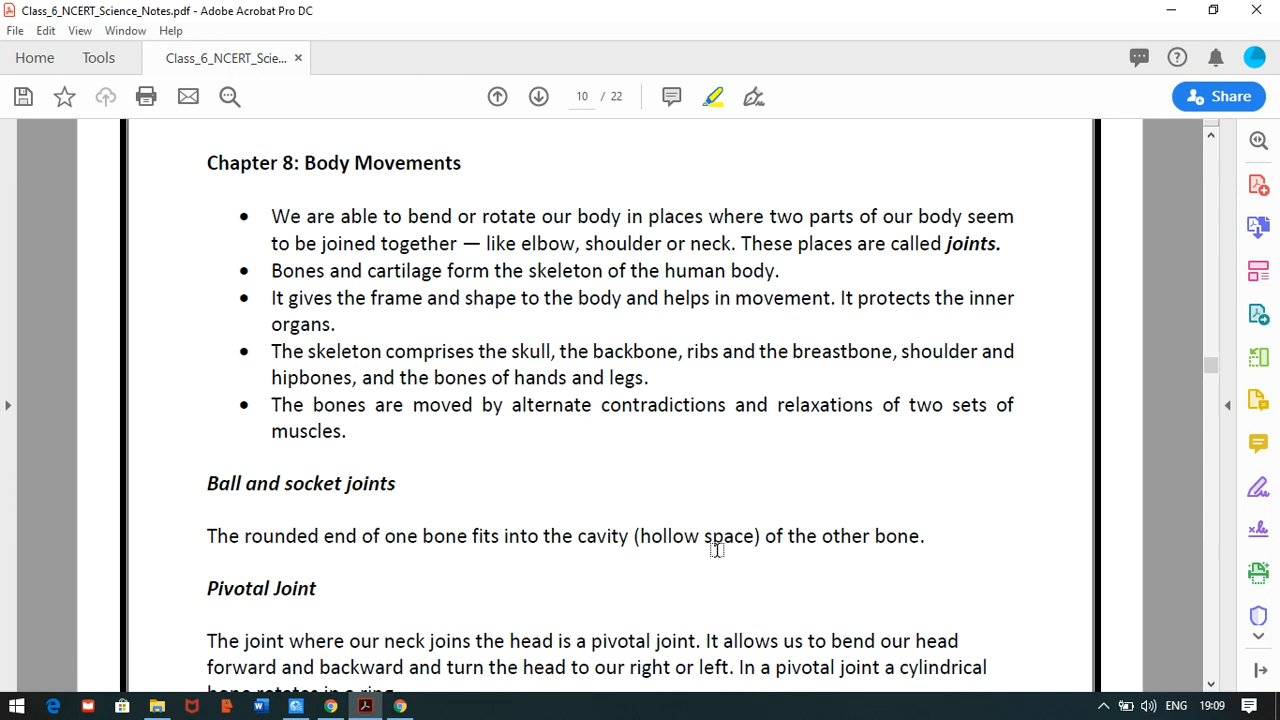 Class_6_NCERT_Science_Notes.pdf - Adobe Acrobat Pro DC
File Edit View Window Help
Home Tools Class_6_NCERT_Scie... ×
10 / 22
Share
Chapter 8: Body Movements
• We are able to bend or rotate our body in places where two parts of our body seem
to be joined together — like elbow, shoulder or neck. These places are called joints.
• Bones and cartilage form the skeleton of the human body.
• It gives the frame and shape to the body and helps in movement. It protects the inner
organs.
• The skeleton comprises the skull, the backbone, ribs and the breastbone, shoulder and
hipbones, and the bones of hands and legs.
• The bones are moved by alternate contradictions and relaxations of two sets of
muscles.
Ball and socket joints
The rounded end of one bone fits into the cavity (hollow space) of the other bone.
Pivotal Joint
The joint where our neck joins the head is a pivotal joint. It allows us to bend our head
forward and backward and turn the head to our right or left. In a pivotal joint a cylindrical
bone rotates in a ring.
ENG 19:09